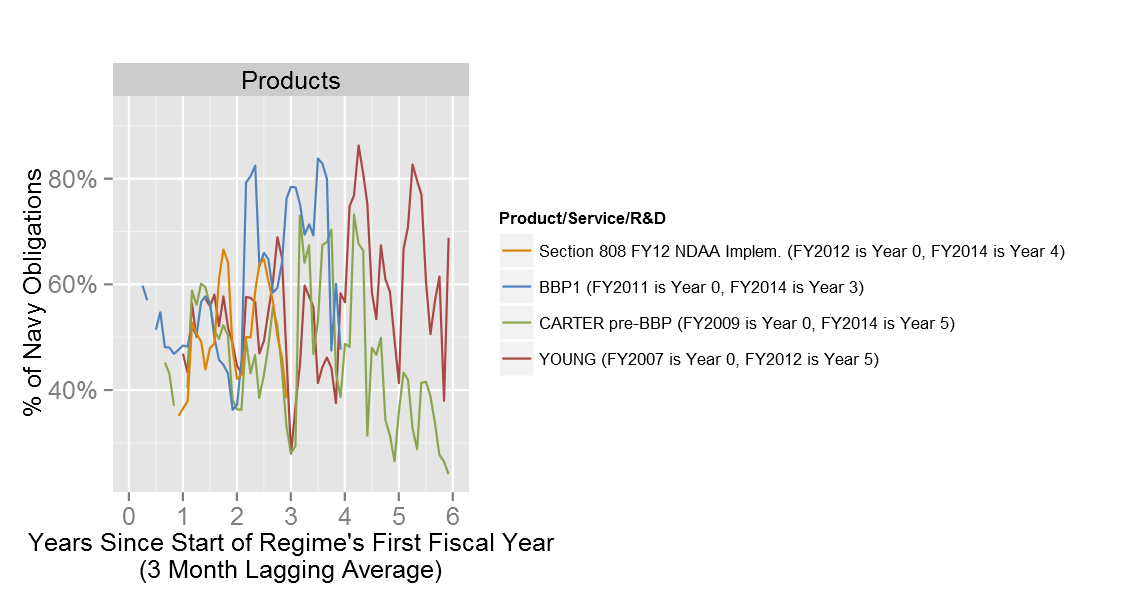 Products
% of Navy Obligations
80%
60%
40%
0 1 2 3 4 5 6
Years Since Start of Regime's First Fiscal Year
(3 Month Lagging Average)
Product/Service/R&D
Section 808 FY12 NDAA Implem. (FY2012 is Year 0, FY2014 is Year 4)
BBP1 (FY2011 is Year 0, FY2014 is Year 3)
CARTER pre-BBP (FY2009 is Year 0, FY2014 is Year 5)
YOUNG (FY2007 is Year 0, FY2012 is Year 5)